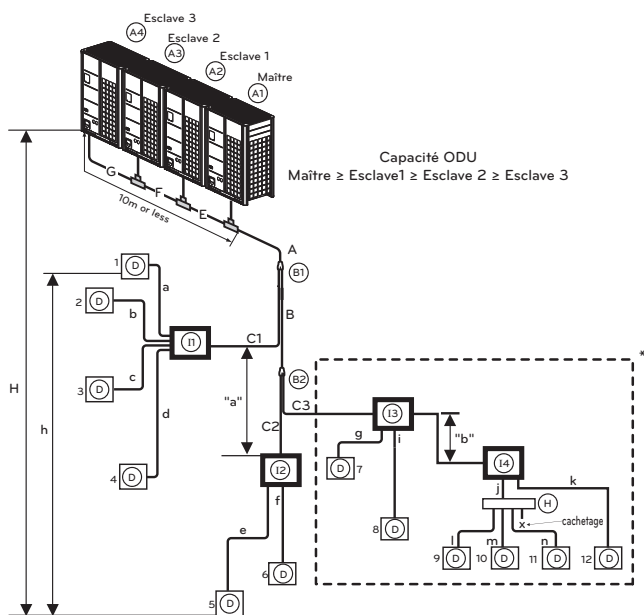 Esclave 3
A4
Esclave 2
A3
Esclave 1
A2
Maître
A1
Capacité ODU
Maître ≥ Esclave1 ≥ Esclave 2 ≥ Esclave 3
G
F
E
10m or less
A
B1
B
1
D
a
2
D
b
I1
C1
3
D
c
d
4
D
H
h
"a"
B2
C2
C3
*
I3
"b"
g
i
D
7
I4
I2
j
k
f
H
e
8
D
x
cachetage
l
m
n
9
D
10
D
11
D
12
D
6
D
5
D